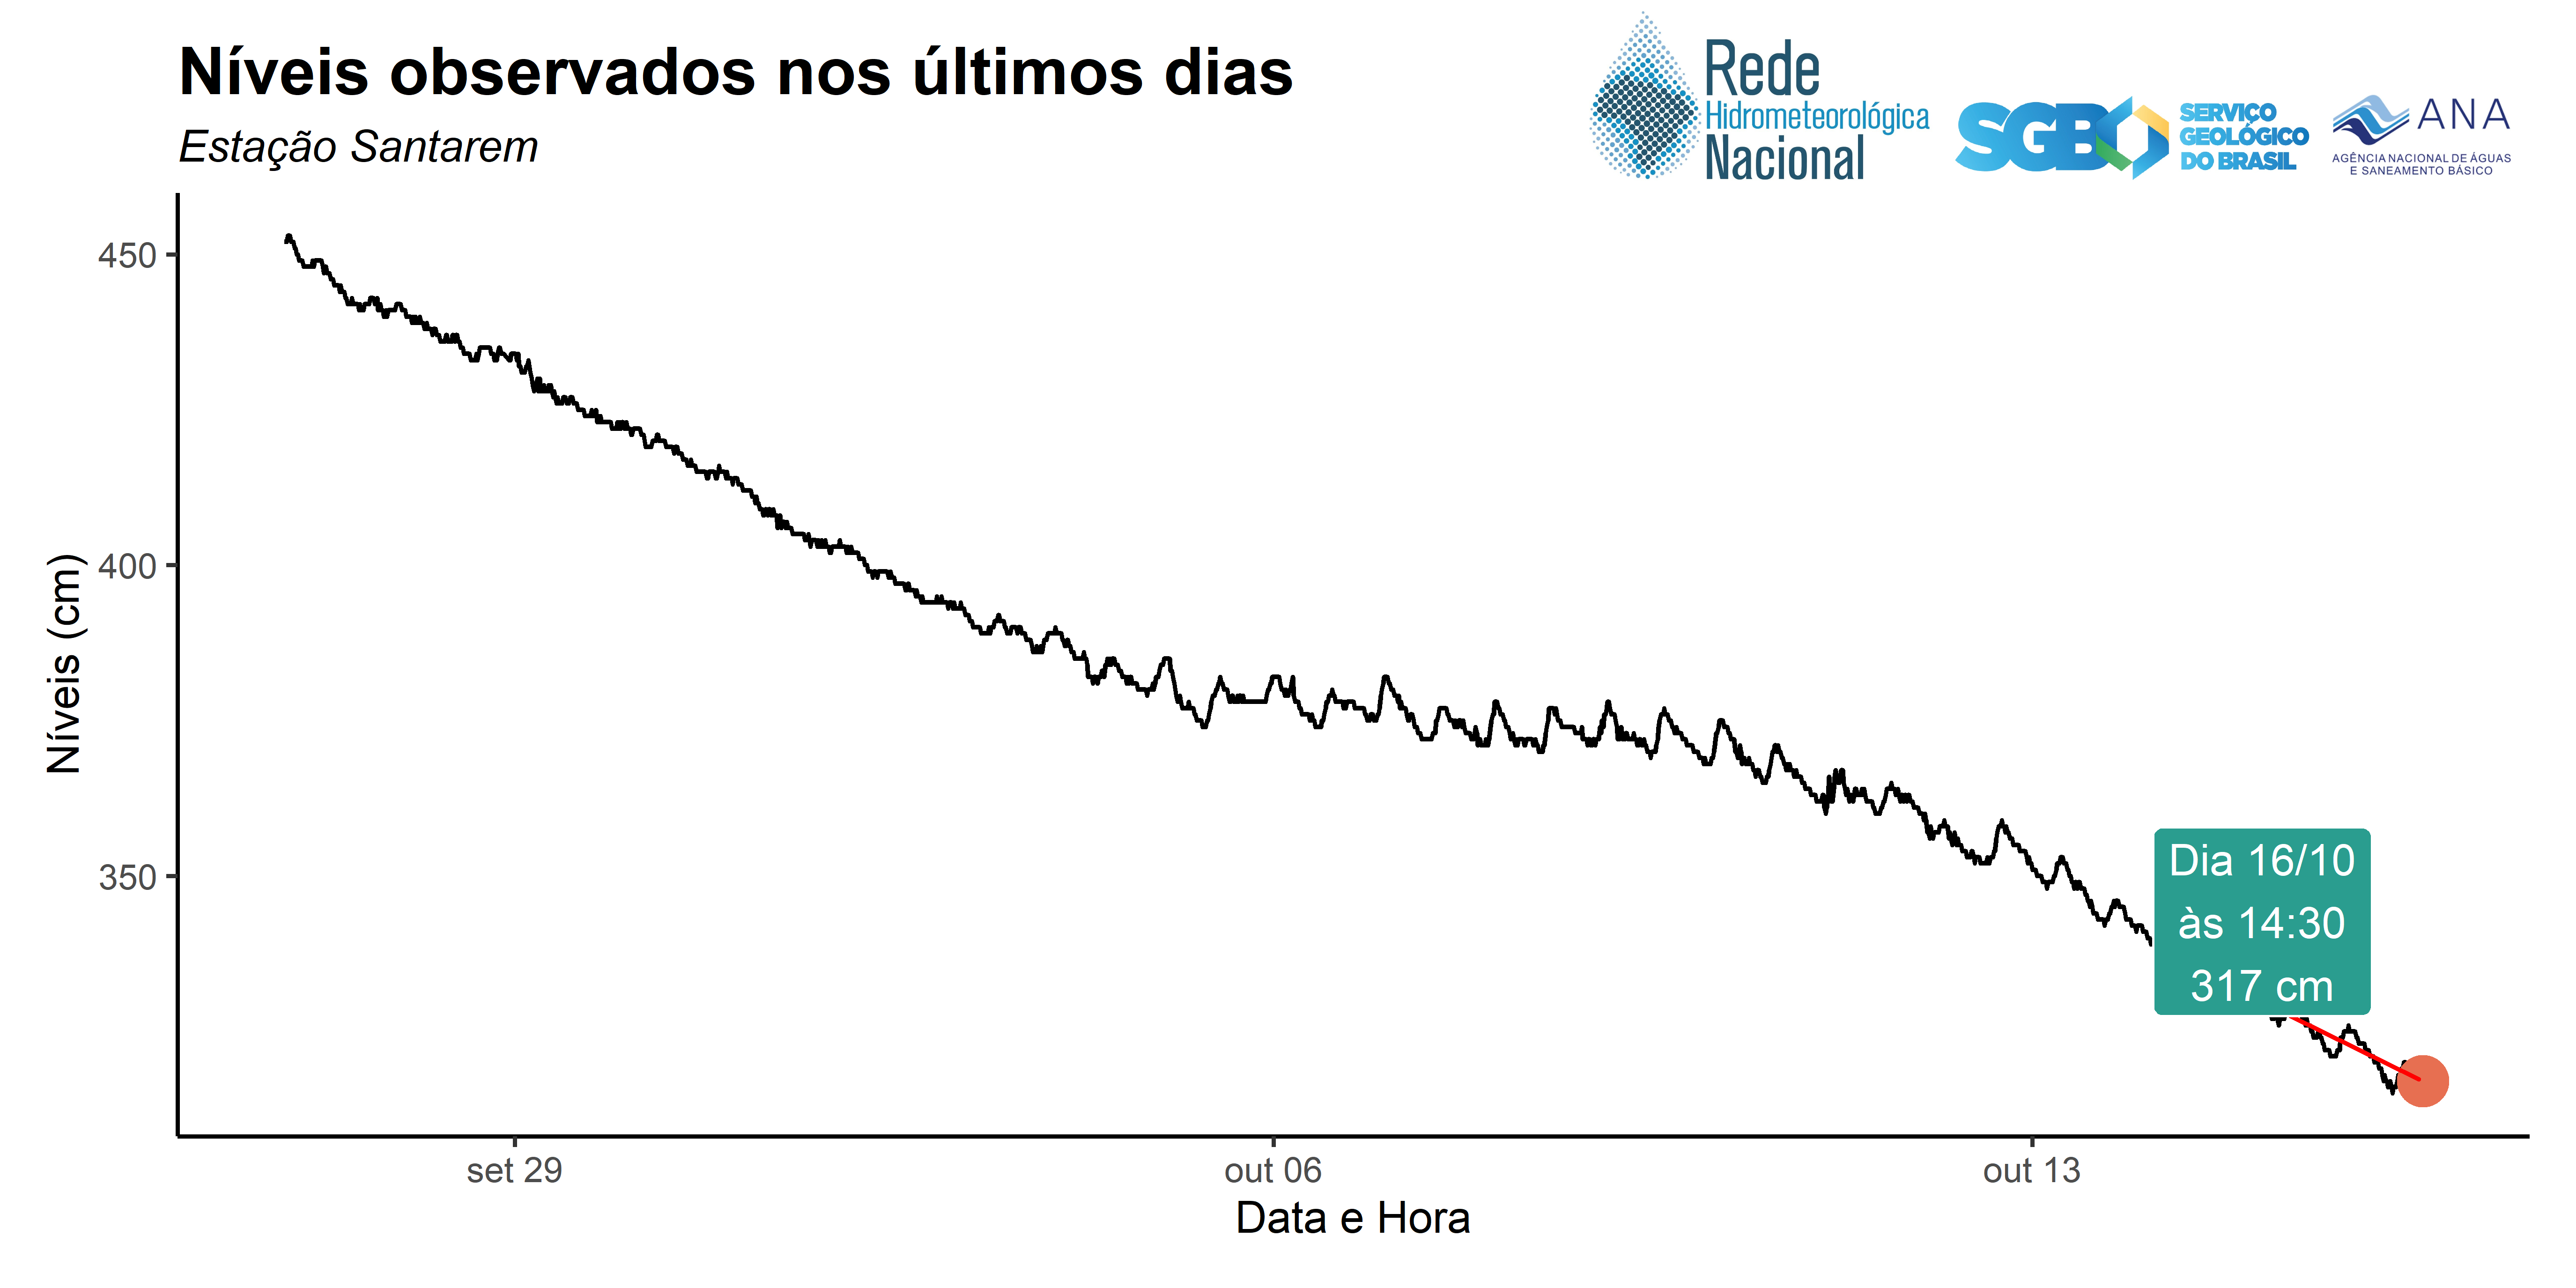 Níveis observados nos últimos dias
Estação Santarem
Rede
Hidrometeorológica
Nacional
SGB
SERVIÇO
GEOLÓGICO
DO BRASIL
ANA
AGÊNCIA NACIONAL DE ÁGUAS
E SANEAMENTO BÁSICO
Níveis (cm)
450
400
350
Dia 16/10
às 14:30
317 cm
set 29
out 06
out 13
Data e Hora